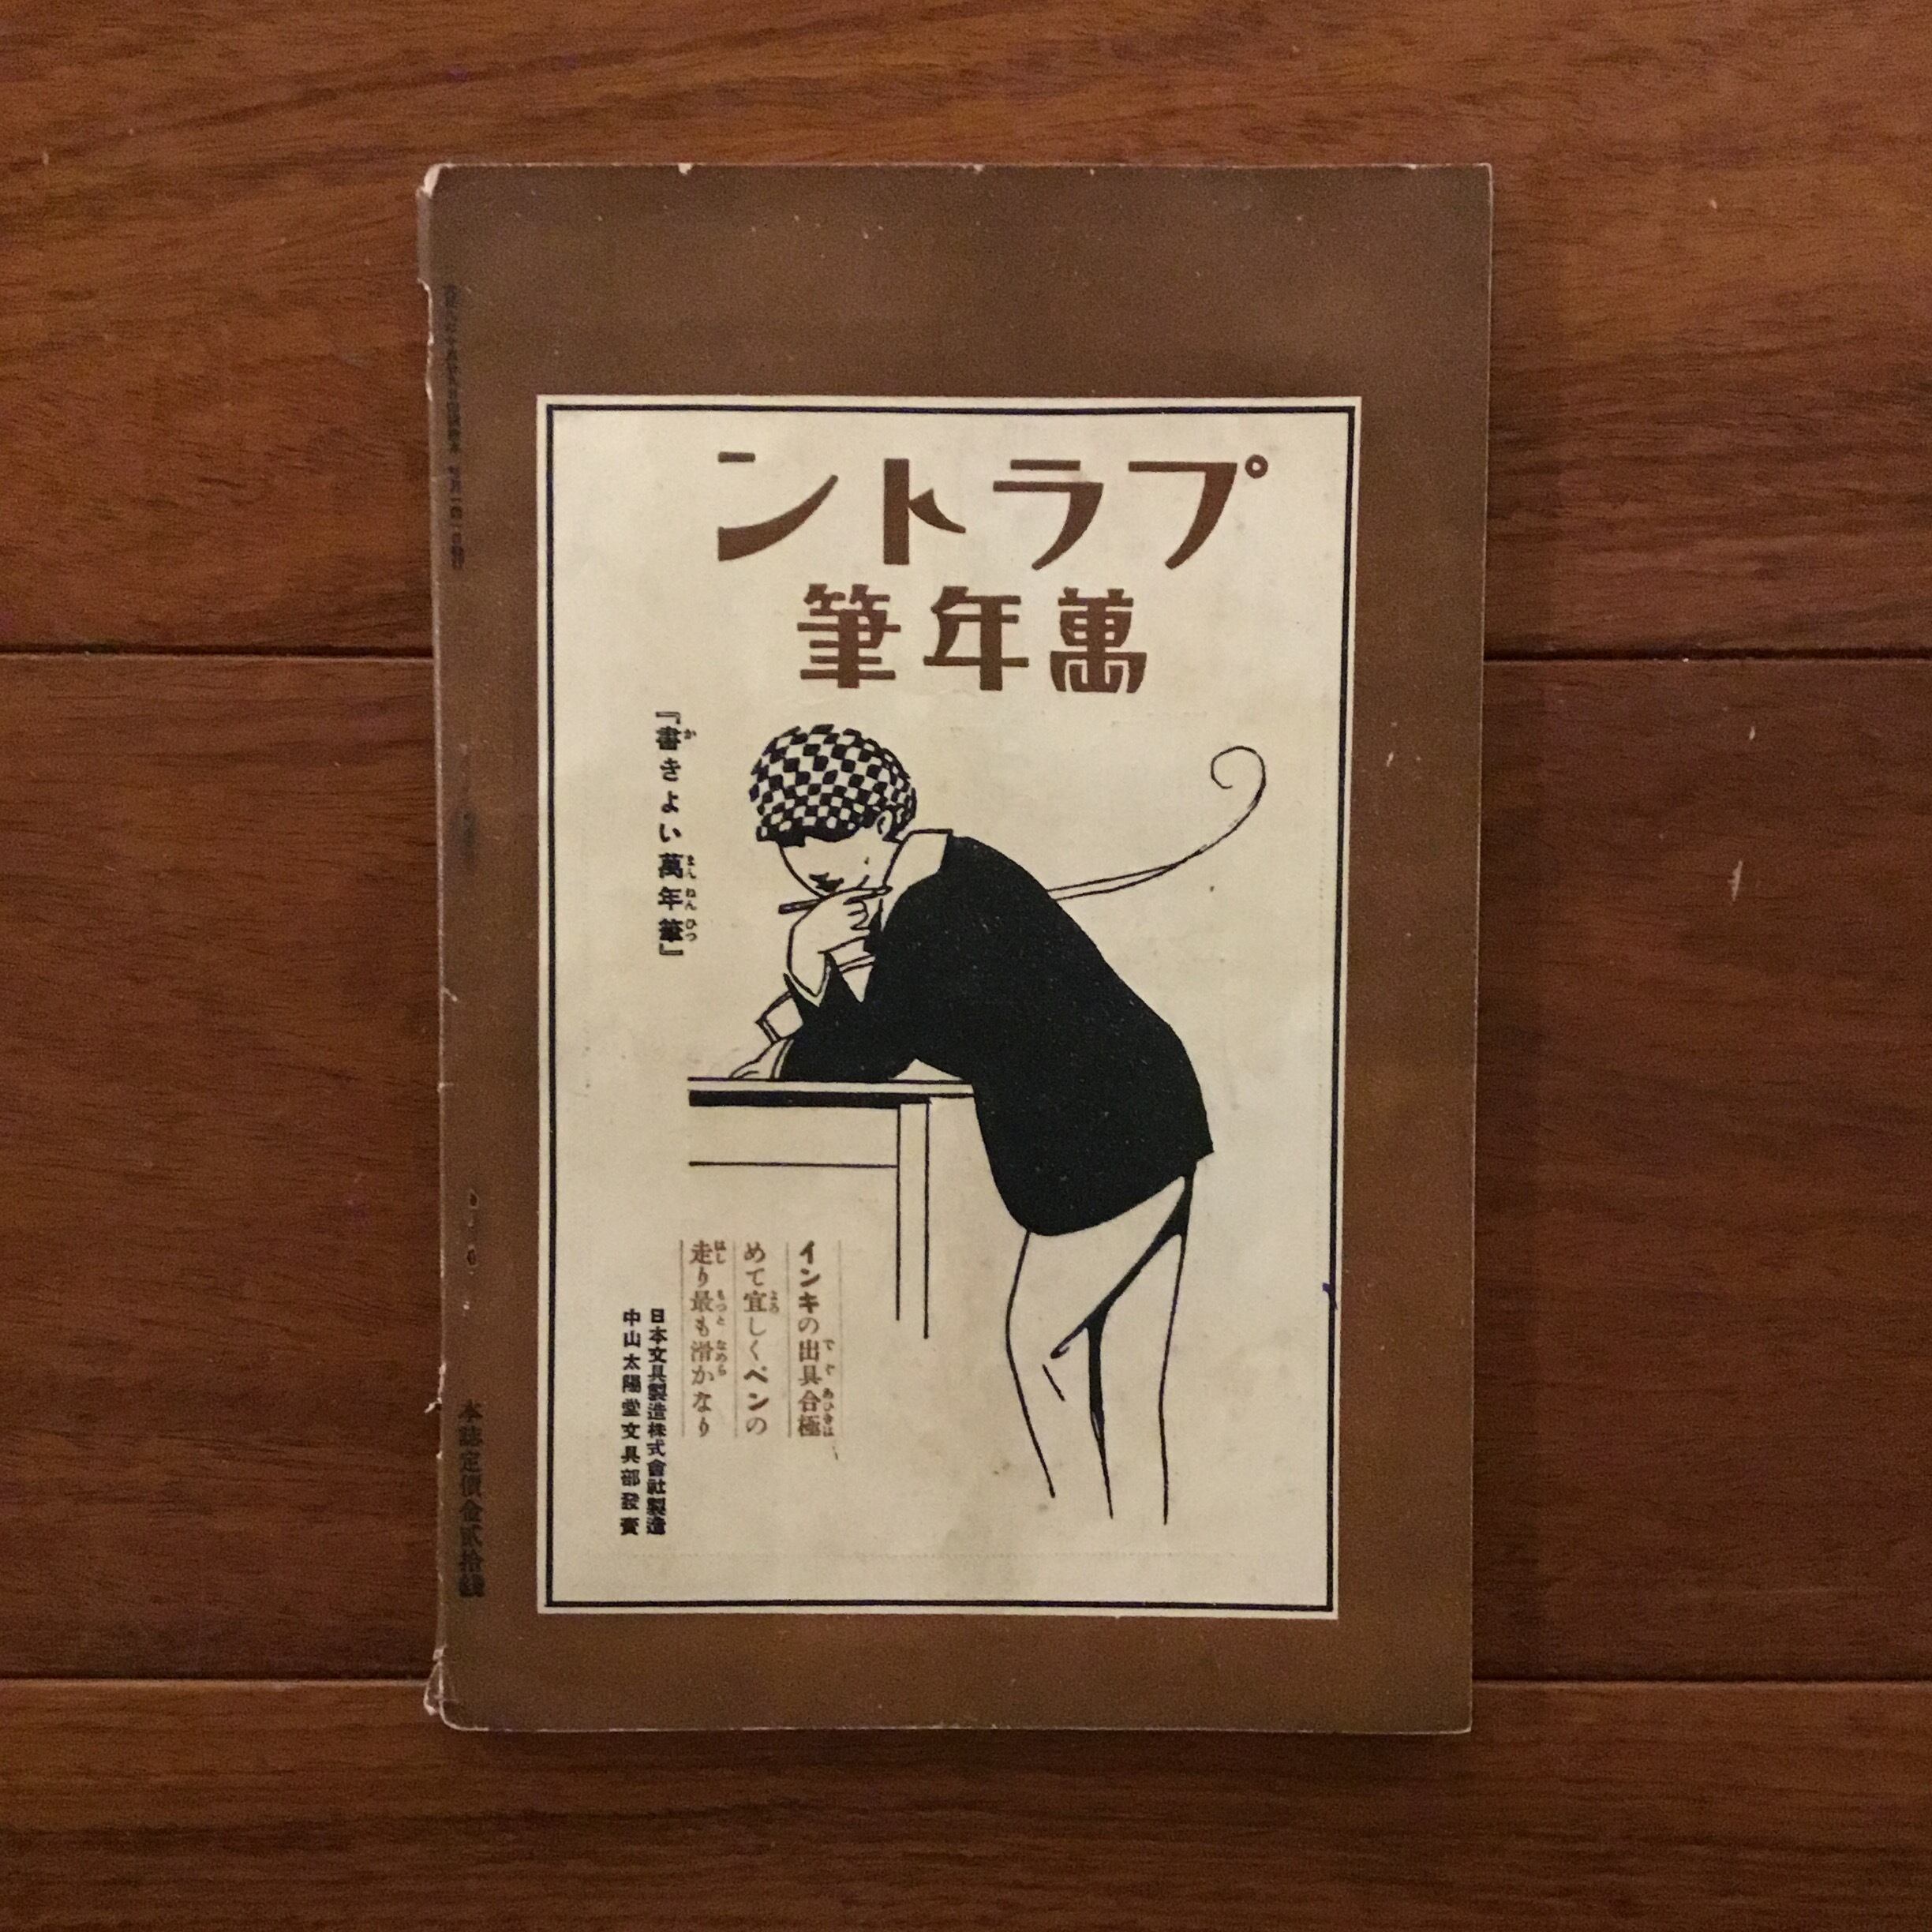 プラトン
萬年筆
『書きよい萬年筆』
インキの出具合極
めて宜しくペンの
走り最も滑かなり
日本文具製造株式會社製造
中山太陽堂文具部發賣
本誌定價金貳拾錢